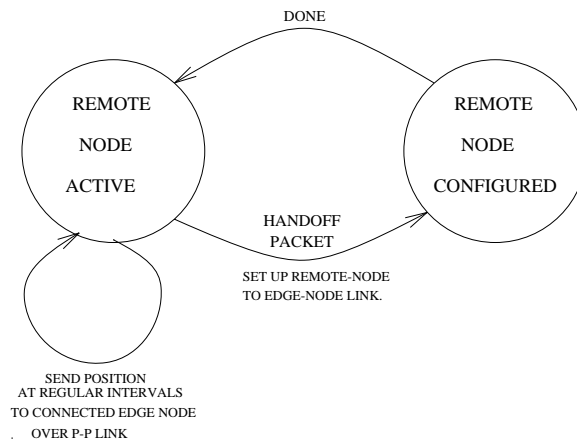 DONE
REMOTE
NODE
ACTIVE
REMOTE
NODE
CONFIGURED
HANDOFF
PACKET
SET UP REMOTE-NODE
TO EDGE-NODE LINK.
SEND POSITION
AT REGULAR INTERVALS
TO CONNECTED EDGE NODE
. OVER P-P LINK